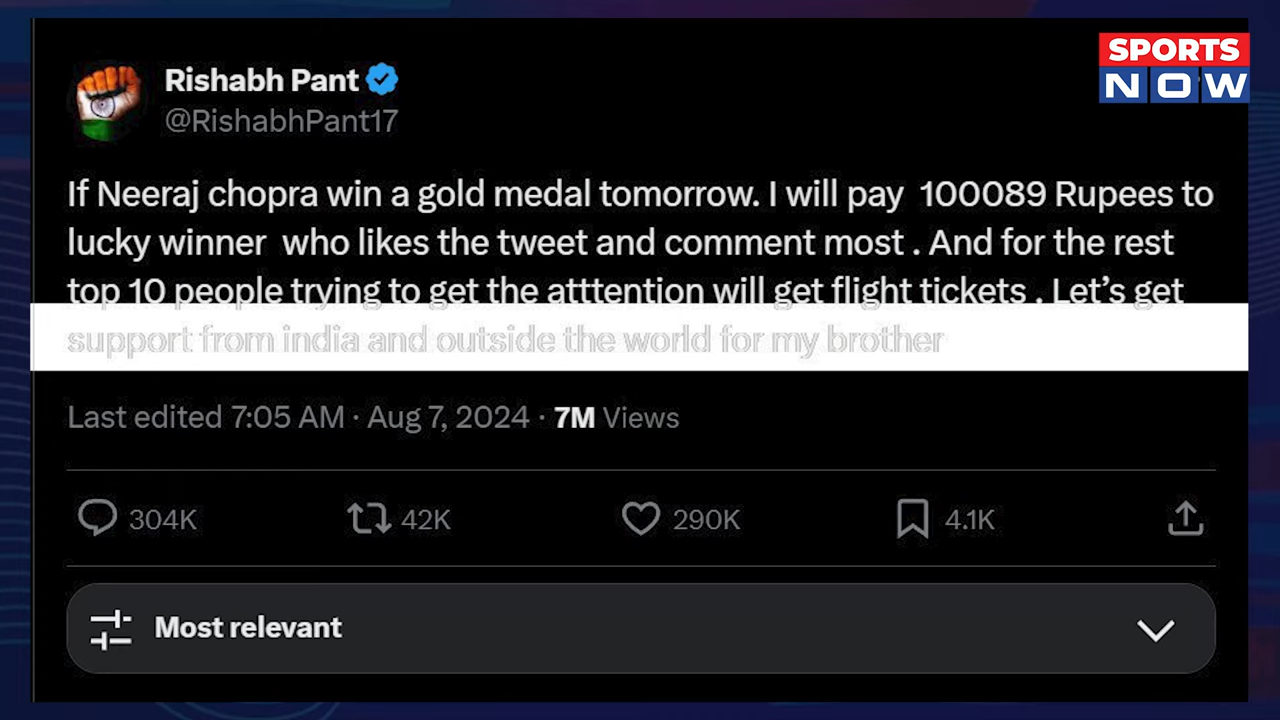 SPORTS
NOW
Rishabh Pant
@RishabhPant17
If Neeraj chopra win a gold medal tomorrow. I will pay  100089 Rupees to
lucky winner  who likes the tweet and comment most . And for the rest
top 10 people trying to get the atttention will get flight tickets . Let’s get
support from india and outside the world for my brother
Last edited 7:05 AM · Aug 7, 2024 · 7M Views
304K 42K 290K 4.1K
Most relevant